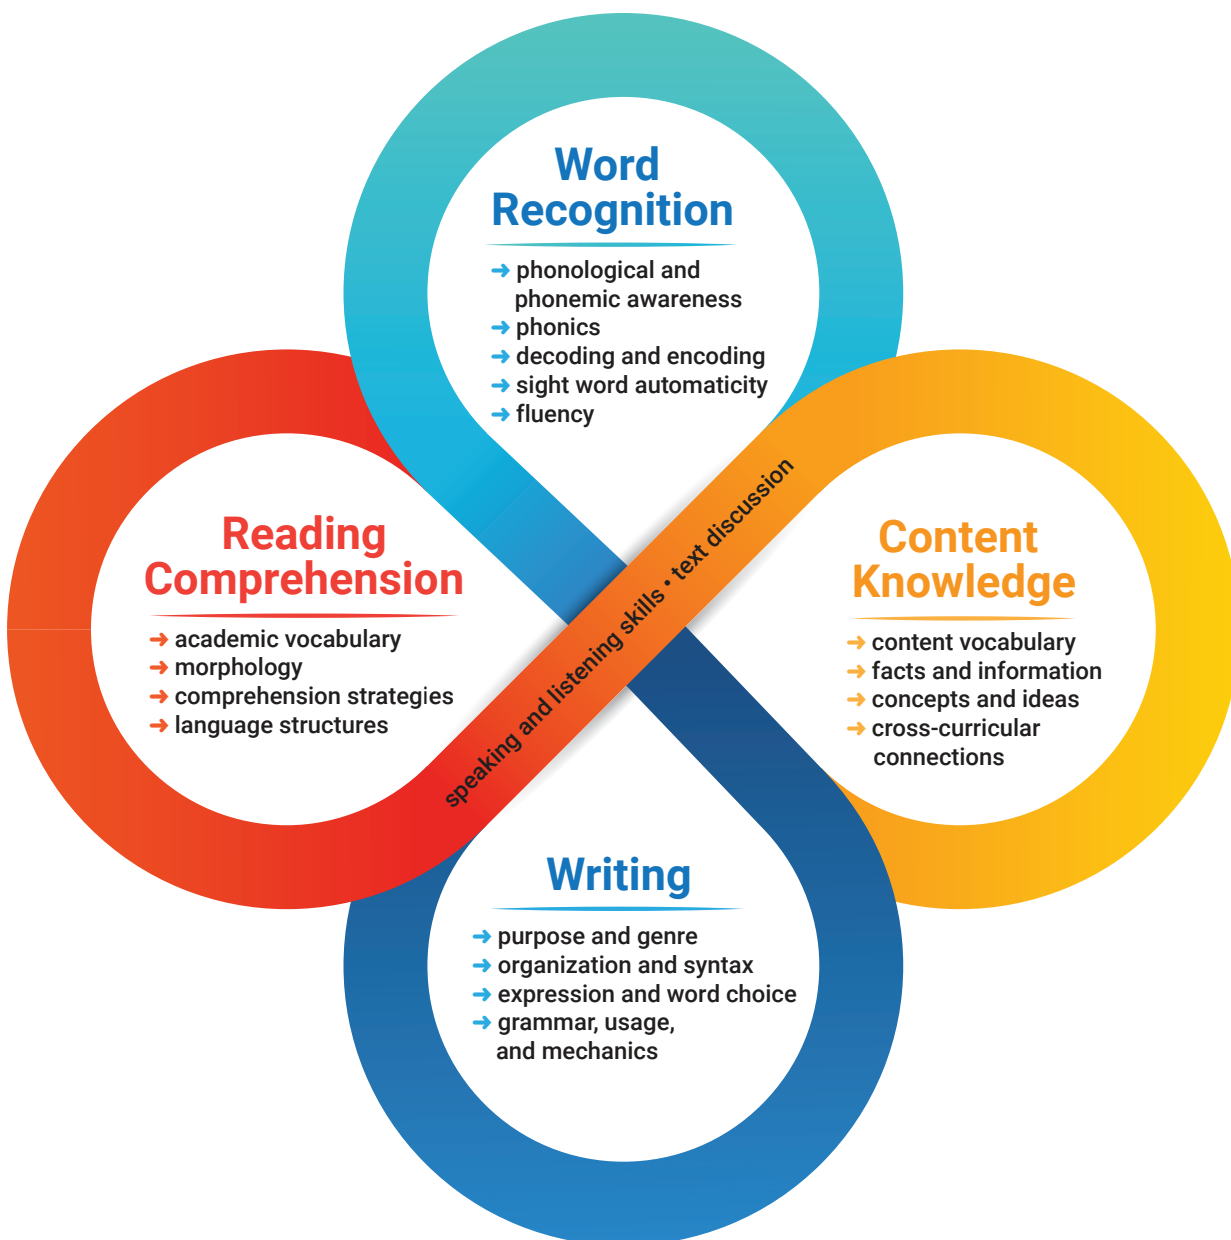 Word
Recognition
➔ phonological and
phonemic awareness
➔ phonics
➔ decoding and encoding
➔ sight word automaticity
➔ fluency
Reading
Comprehension
➔ academic vocabulary
➔ morphology
➔ comprehension strategies
➔ language structures
speaking and listening skills • text discussion
Content
Knowledge
➔ content vocabulary
➔ facts and information
➔ concepts and ideas
➔ cross-curricular
connections
Writing
➔ purpose and genre
➔ organization and syntax
➔ expression and word choice
➔ grammar, usage,
and mechanics